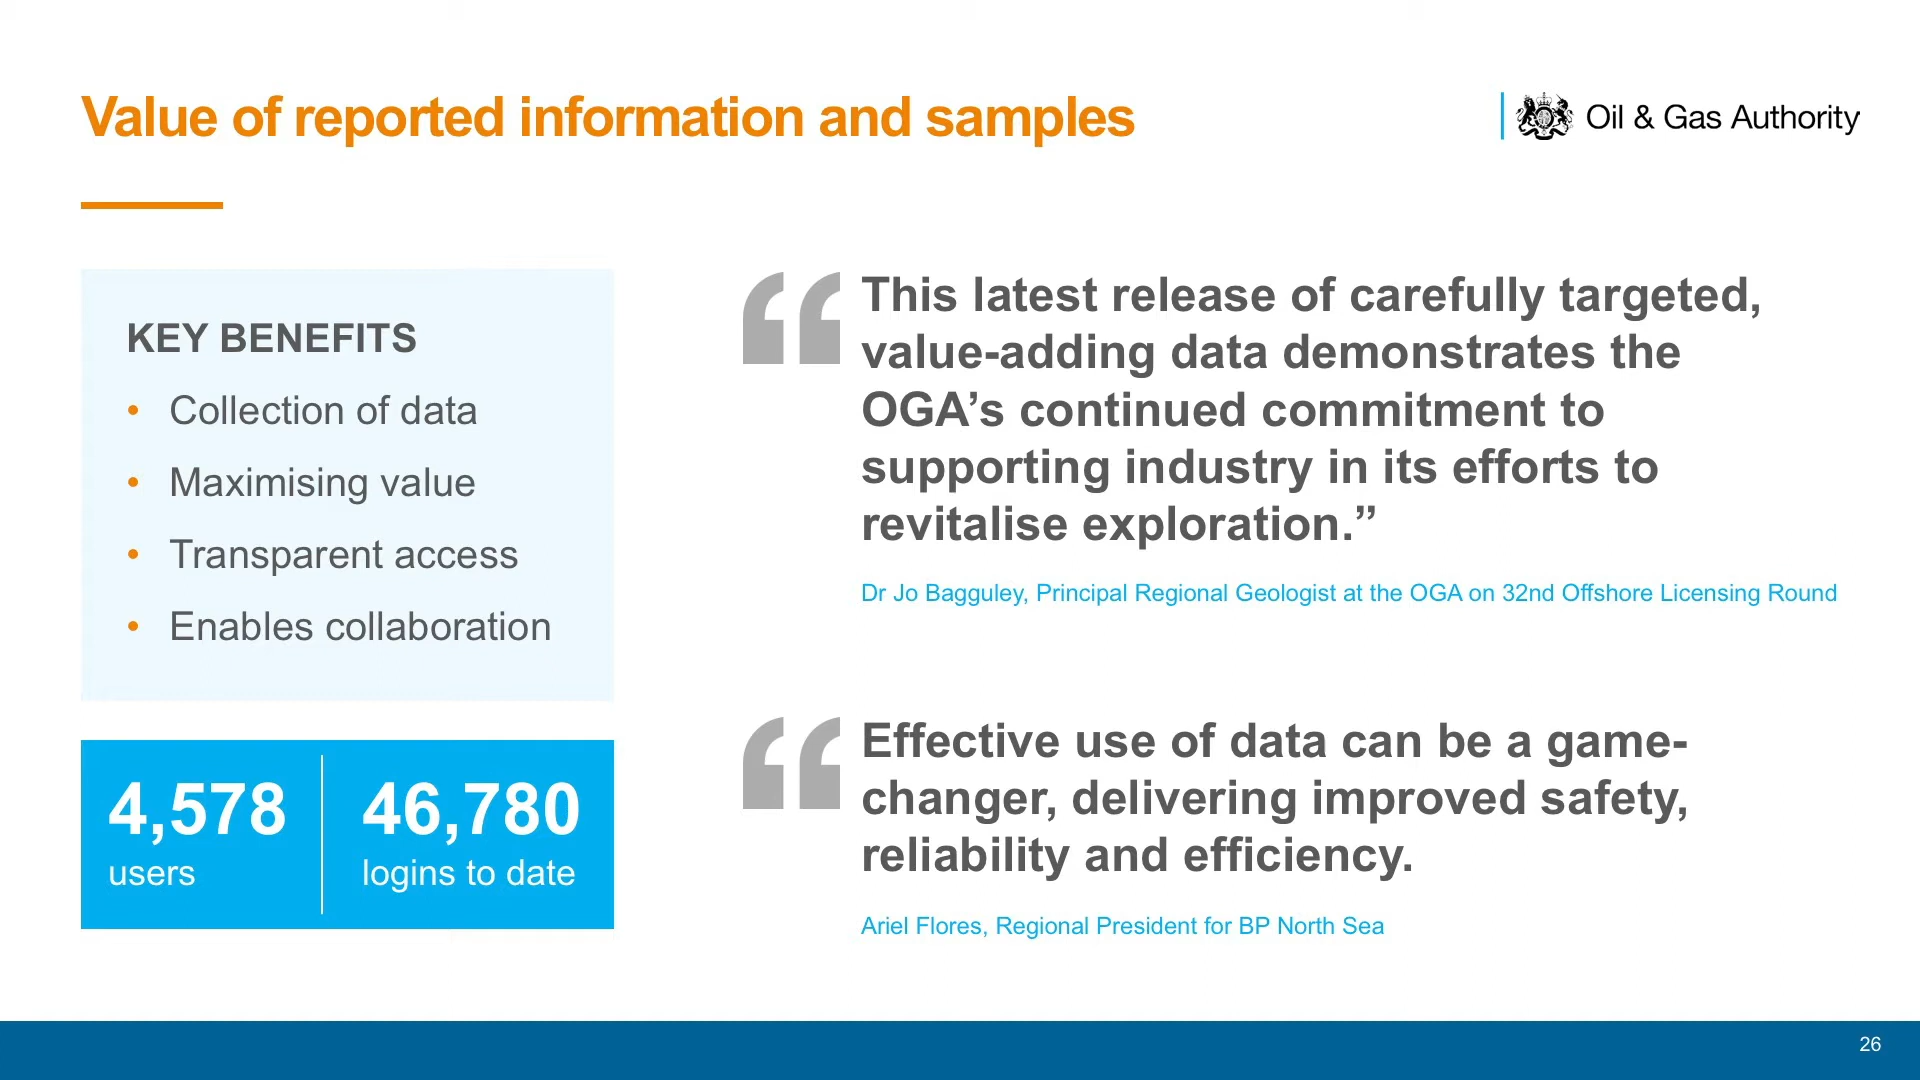 Value of reported information and samples
Oil & Gas Authority
KEY BENEFITS
• Collection of data
• Maximising value
• Transparent access
• Enables collaboration
4,578
users
46,780
logins to date
“This latest release of carefully targeted,
value-adding data demonstrates the
OGA’s continued commitment to
supporting industry in its efforts to
revitalise exploration.”
Dr Jo Bagguley, Principal Regional Geologist at the OGA on 32nd Offshore Licensing Round
“Effective use of data can be a game-
changer, delivering improved safety,
reliability and efficiency.
Ariel Flores, Regional President for BP North Sea
26